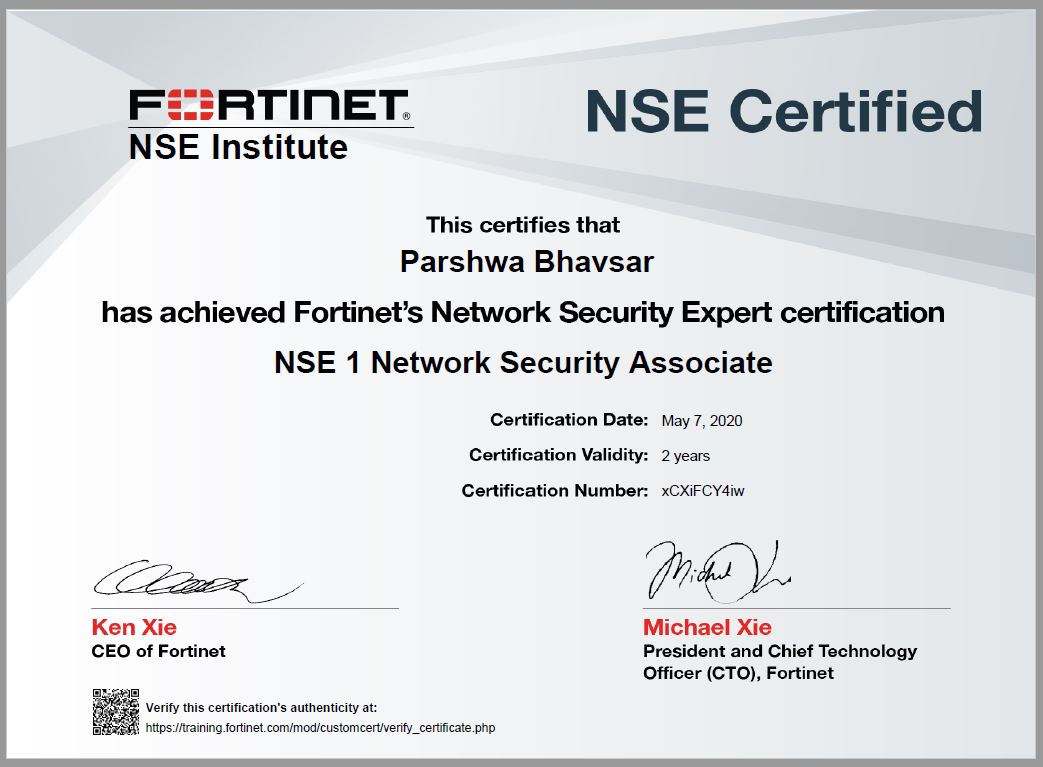 FORTINET®
NSE Institute
NSE Certified
This certifies that
Parshwa Bhavsar
has achieved Fortinet's Network Security Expert certification
NSE 1 Network Security Associate
Certification Date: May 7, 2020
Certification Validity: 2 years
Certification Number: xCXiFCY4iw
Ken Xie
CEO of Fortinet
Michael Xie
President and Chief Technology
Officer (CTO), Fortinet
Verify this certification's authenticity at:
https://training.fortinet.com/mod/customcert/verify_certificate.php